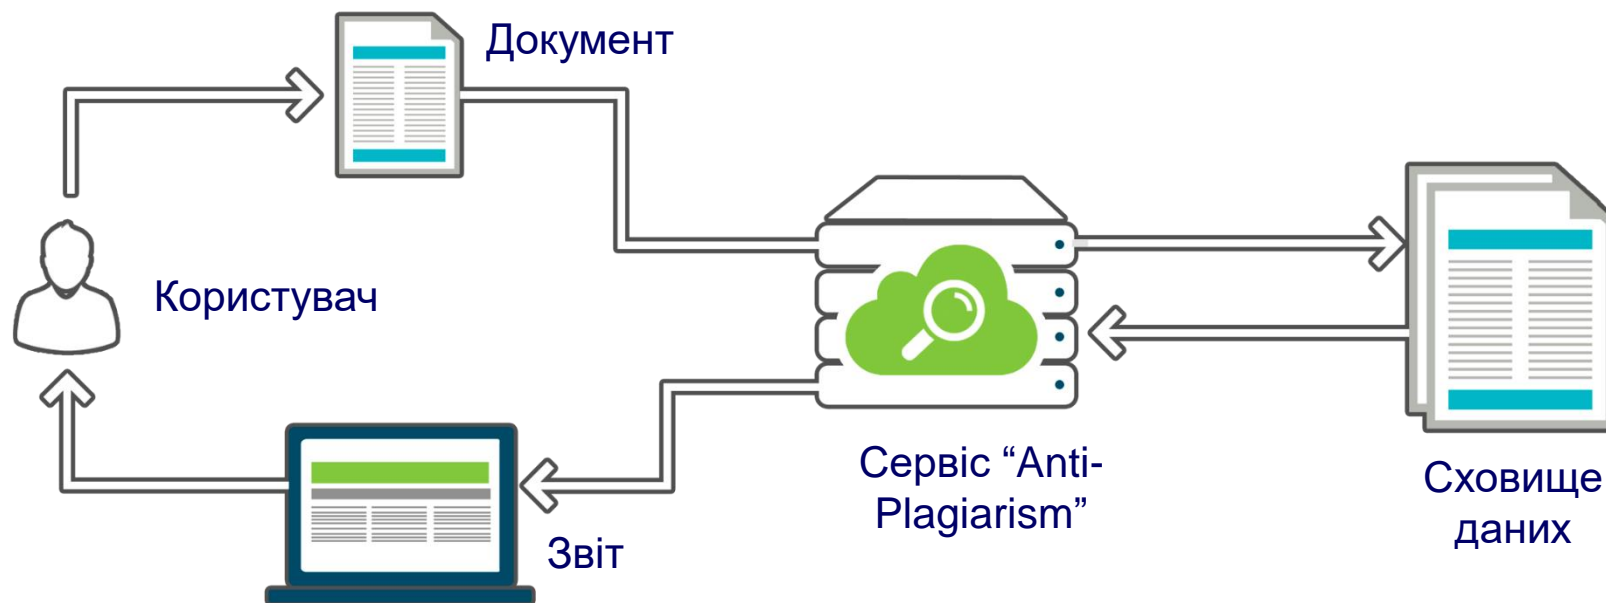 Документ
Користувач
Сервіс “Anti-
Plagiarism”
Сховище
даних
Звіт